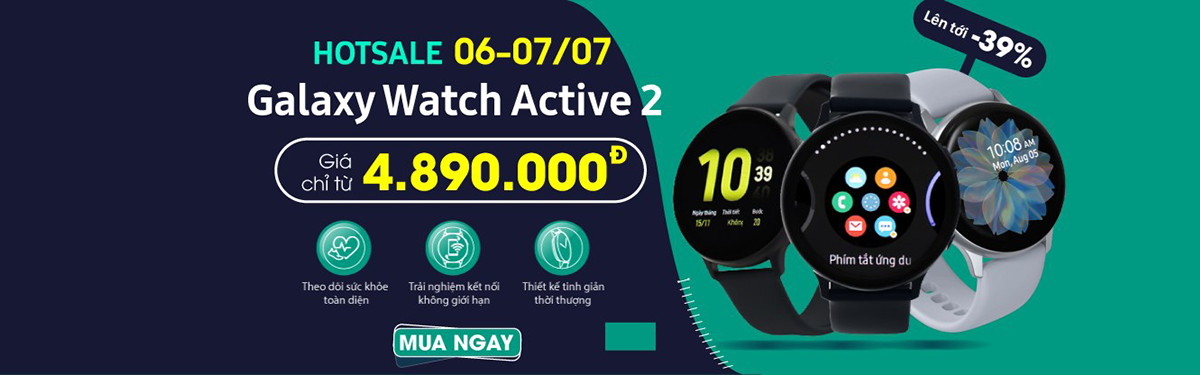 HOTSALE 06-07/07
Galaxy Watch Active 2
Giá
chỉ từ 4.890.000Đ
Theo dõi sức khỏe
toàn diện
Trải nghiệm kết nối
không giới hạn
Thiết kế tinh giản
thời thượng
MUA NGAY
Lên tới -39%
10 38
39
40
Ngày tháng Thời tiết Bước
15/11 Không 20
Phím tắt ứng dụ
10:08 AM
Mon, Aug 05